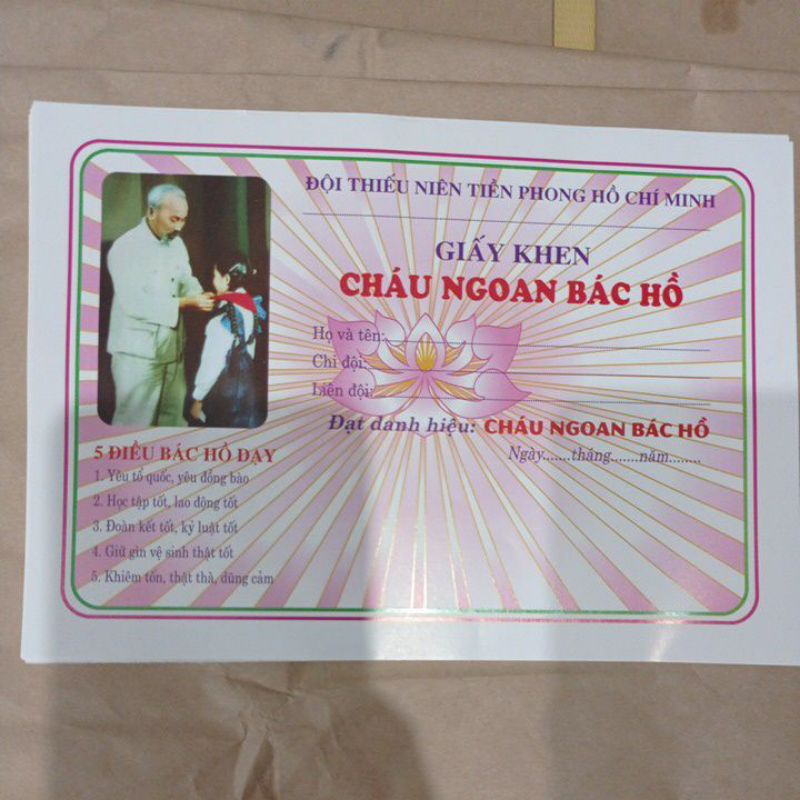 ĐỘI THIẾU NIÊN TIỀN PHONG HỒ CHÍ MINH
GIẤY KHEN
CHÁU NGOAN BÁC HỒ
Họ và tên:
Chi đội:
Liên đội:
Đạt danh hiệu: CHÁU NGOAN BÁC HỒ
Ngày.......tháng.......năm........
5 ĐIỀU BÁC HỒ DẠY
1. Yêu tổ quốc, yêu đồng bào
2. Học tập tốt, lao động tốt
3. Đoàn kết tốt, kỷ luật tốt
4. Giữ gìn vệ sinh thật tốt
5. Khiêm tốn, thật thà, dũng cảm